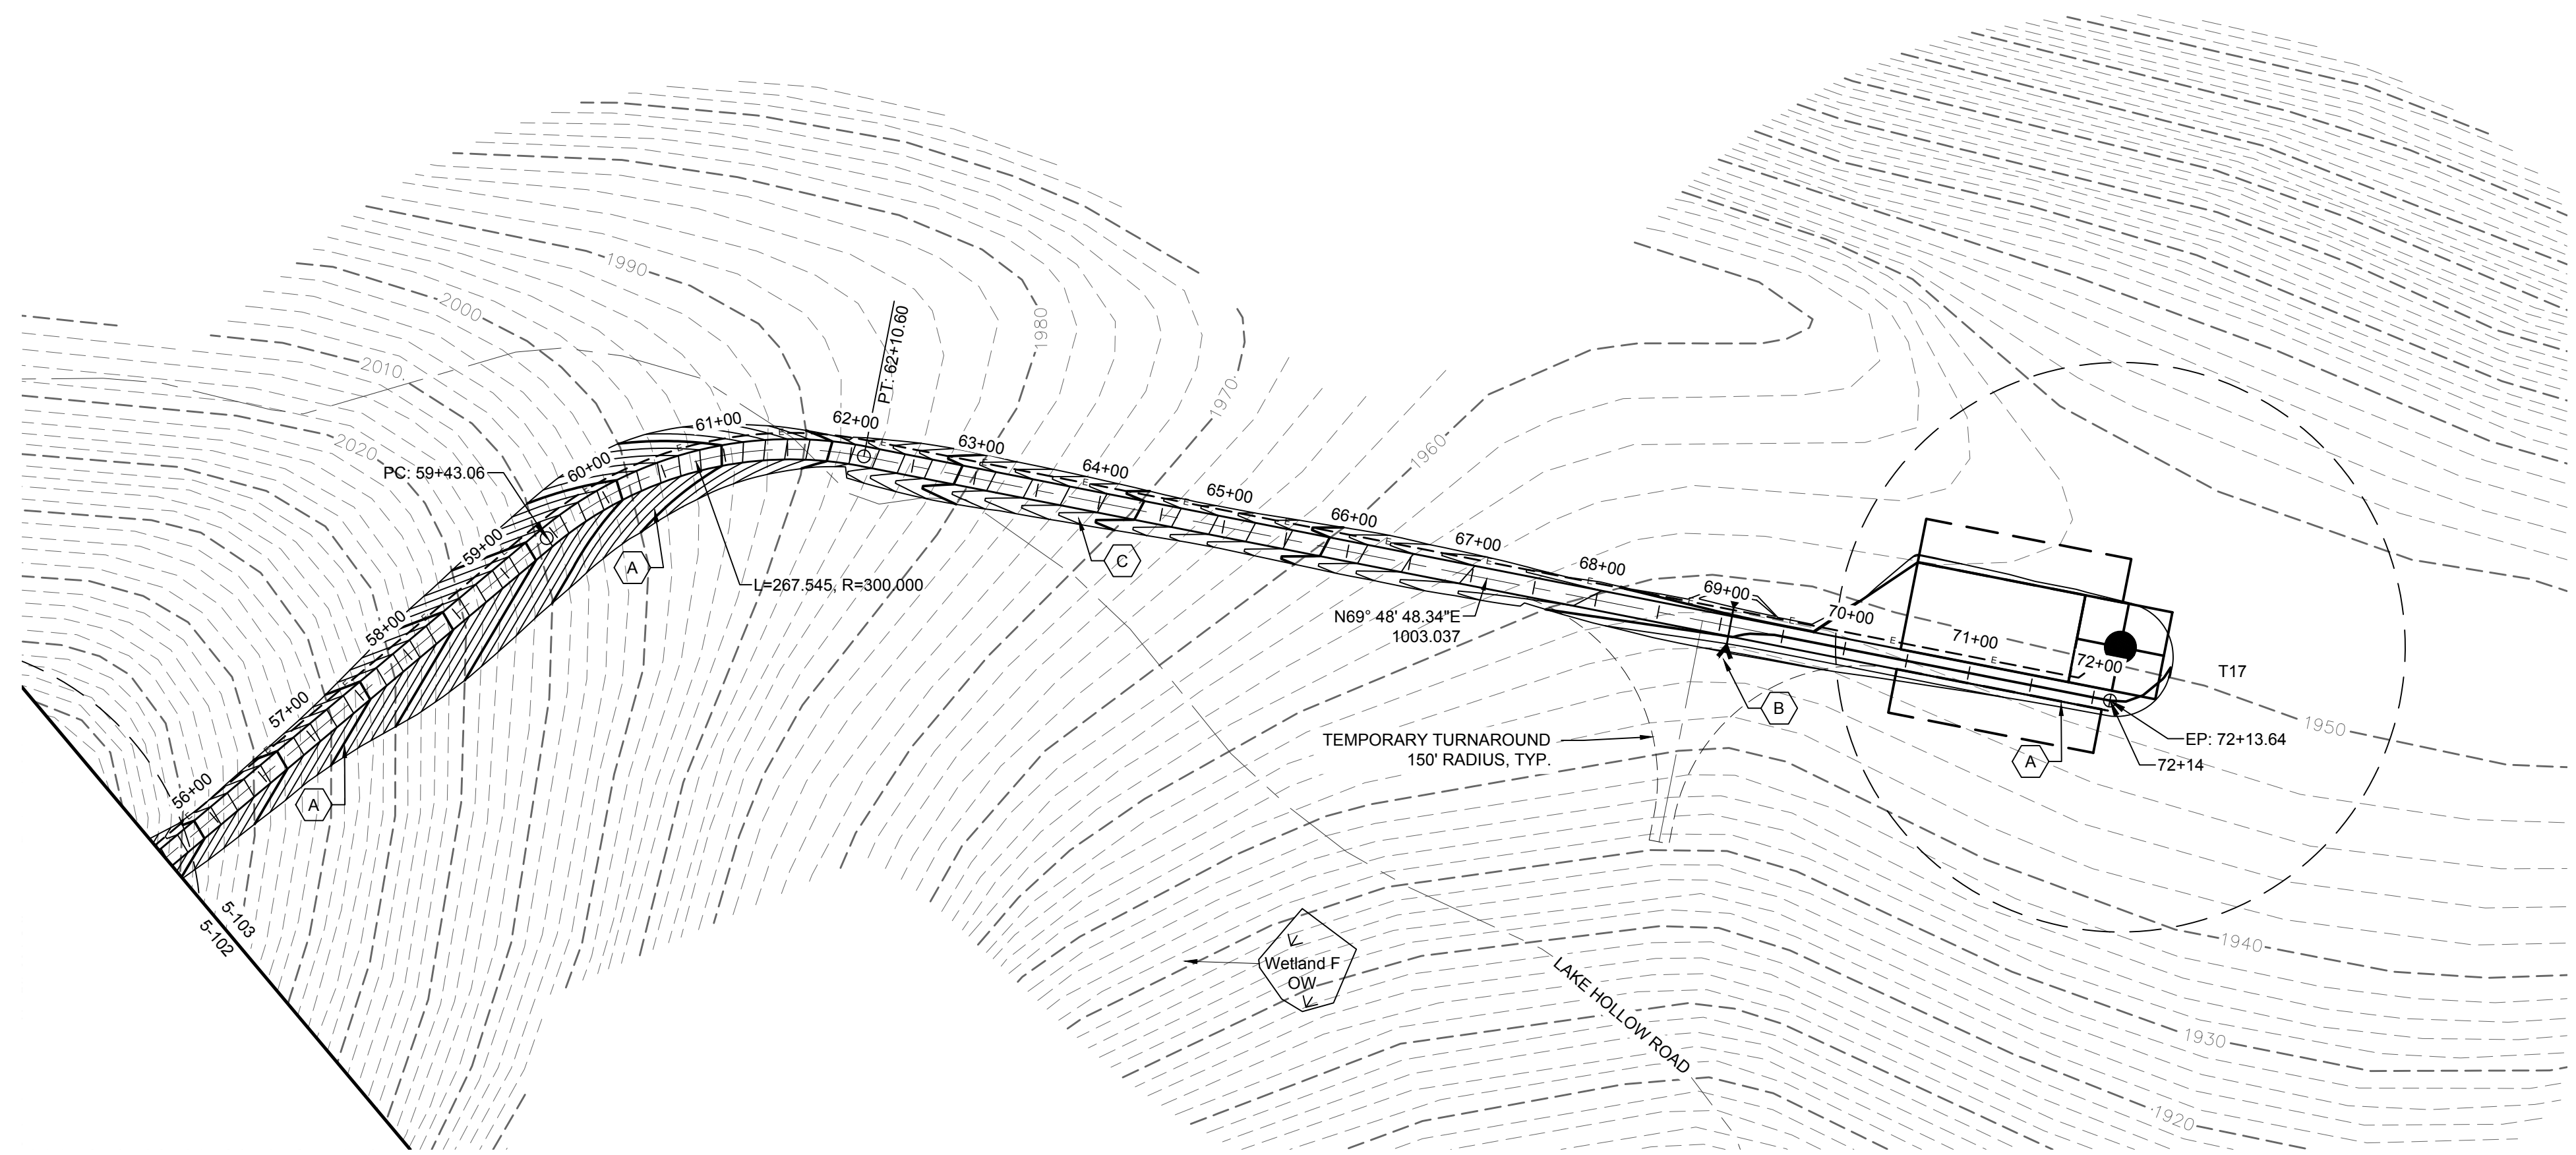 1990
2000
2010
2020
1980
1970
1960
1950
1940
1930
1920
PT: 62+10.60
PC: 59+43.06
56+00
57+00
58+00
59+00
60+00
61+00
62+00
63+00
64+00
65+00
66+00
67+00
68+00
69+00
70+00
71+00
72+00
E
E
E
E
E
E
E
E
E
E
E
A
A
C
B
A
L=267.545, R=300.000
N69° 48' 48.34"E
1003.037
TEMPORARY TURNAROUND
150' RADIUS, TYP.
T17
EP: 72+13.64
72+14
5-103
5-102
Wetland F
OW
LAKE HOLLOW ROAD